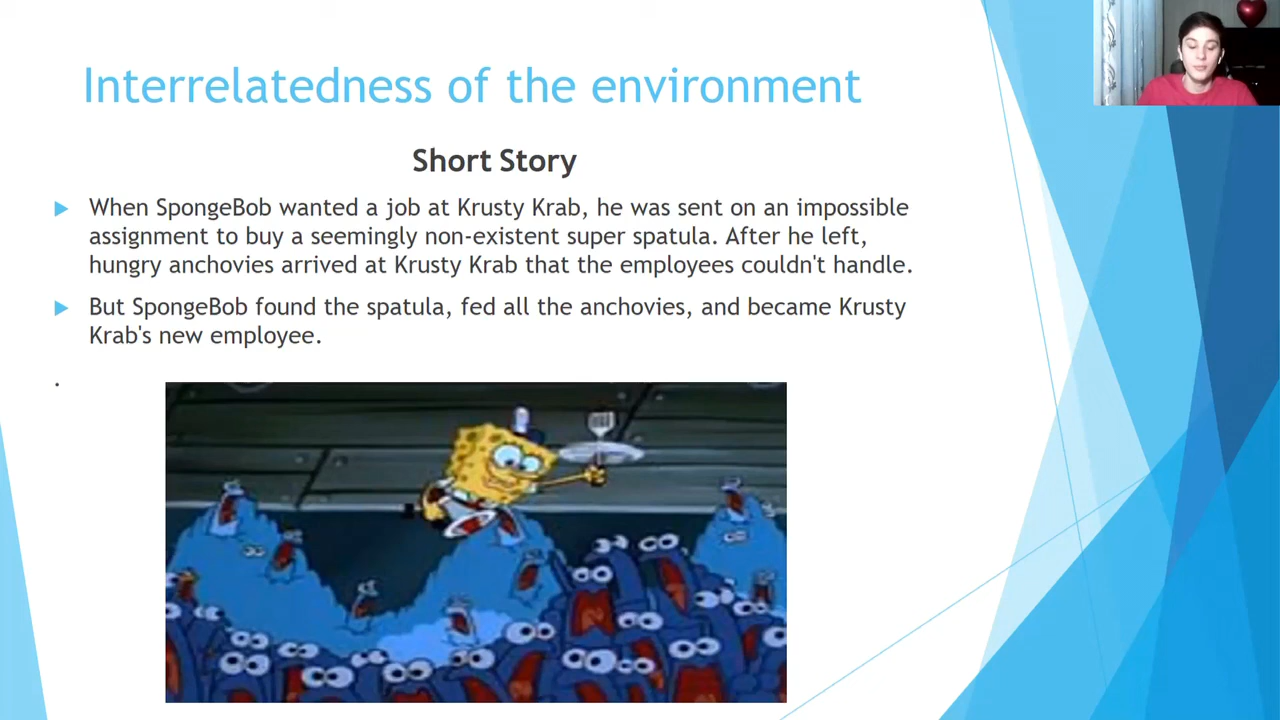 Interrelatedness of the environment
Short Story
When SpongeBob wanted a job at Krusty Krab, he was sent on an impossible
assignment to buy a seemingly non-existent super spatula. After he left,
hungry anchovies arrived at Krusty Krab that the employees couldn't handle.
But SpongeBob found the spatula, fed all the anchovies, and became Krusty
Krab's new employee.
.